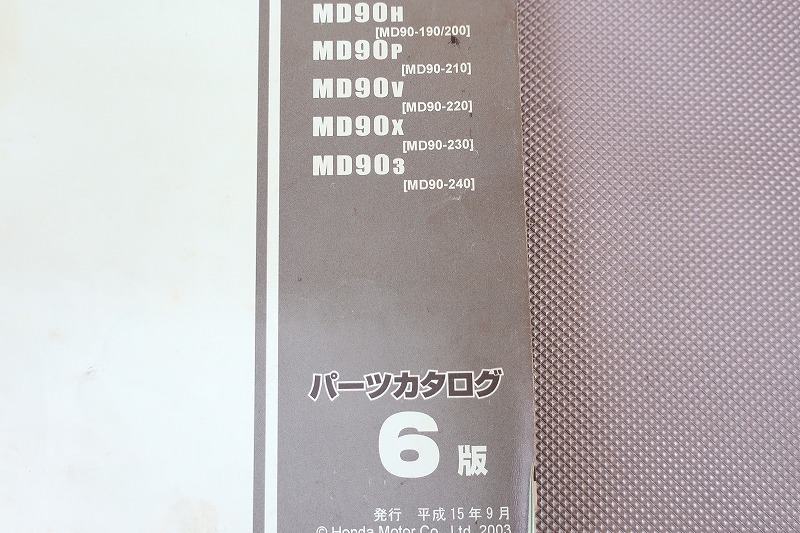 MD90H
[MD90-190/200]
MD90P
[MD90-210]
MD90V
[MD90-220]
MD90X
[MD90-230]
MD903
[MD90-240]
パーツカタログ
6版
発行 平成15年9月
© Honda Motor Co., Ltd. 2003